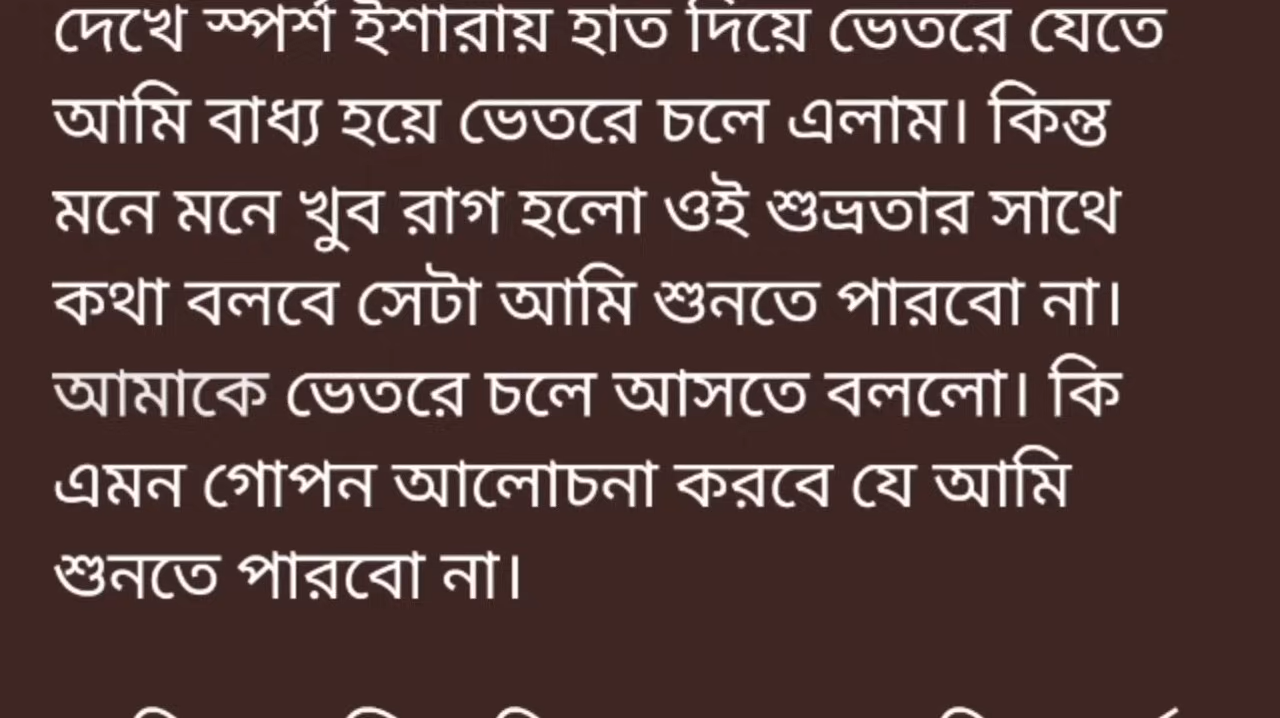 দেখে স্পর্শ ইশারায় হাত দিয়ে ভেতরে যেতে
আমি বাধ্য হয়ে ভেতরে চলে এলাম। কিন্ত
মনে মনে খুব রাগ হলো ওই শুভ্রতার সাথে
কথা বলবে সেটা আমি শুনতে পারবো না।
আমাকে ভেতরে চলে আসতে বললো। কি
এমন গোপন আলোচনা করবে যে আমি
শুনতে পারবো না।